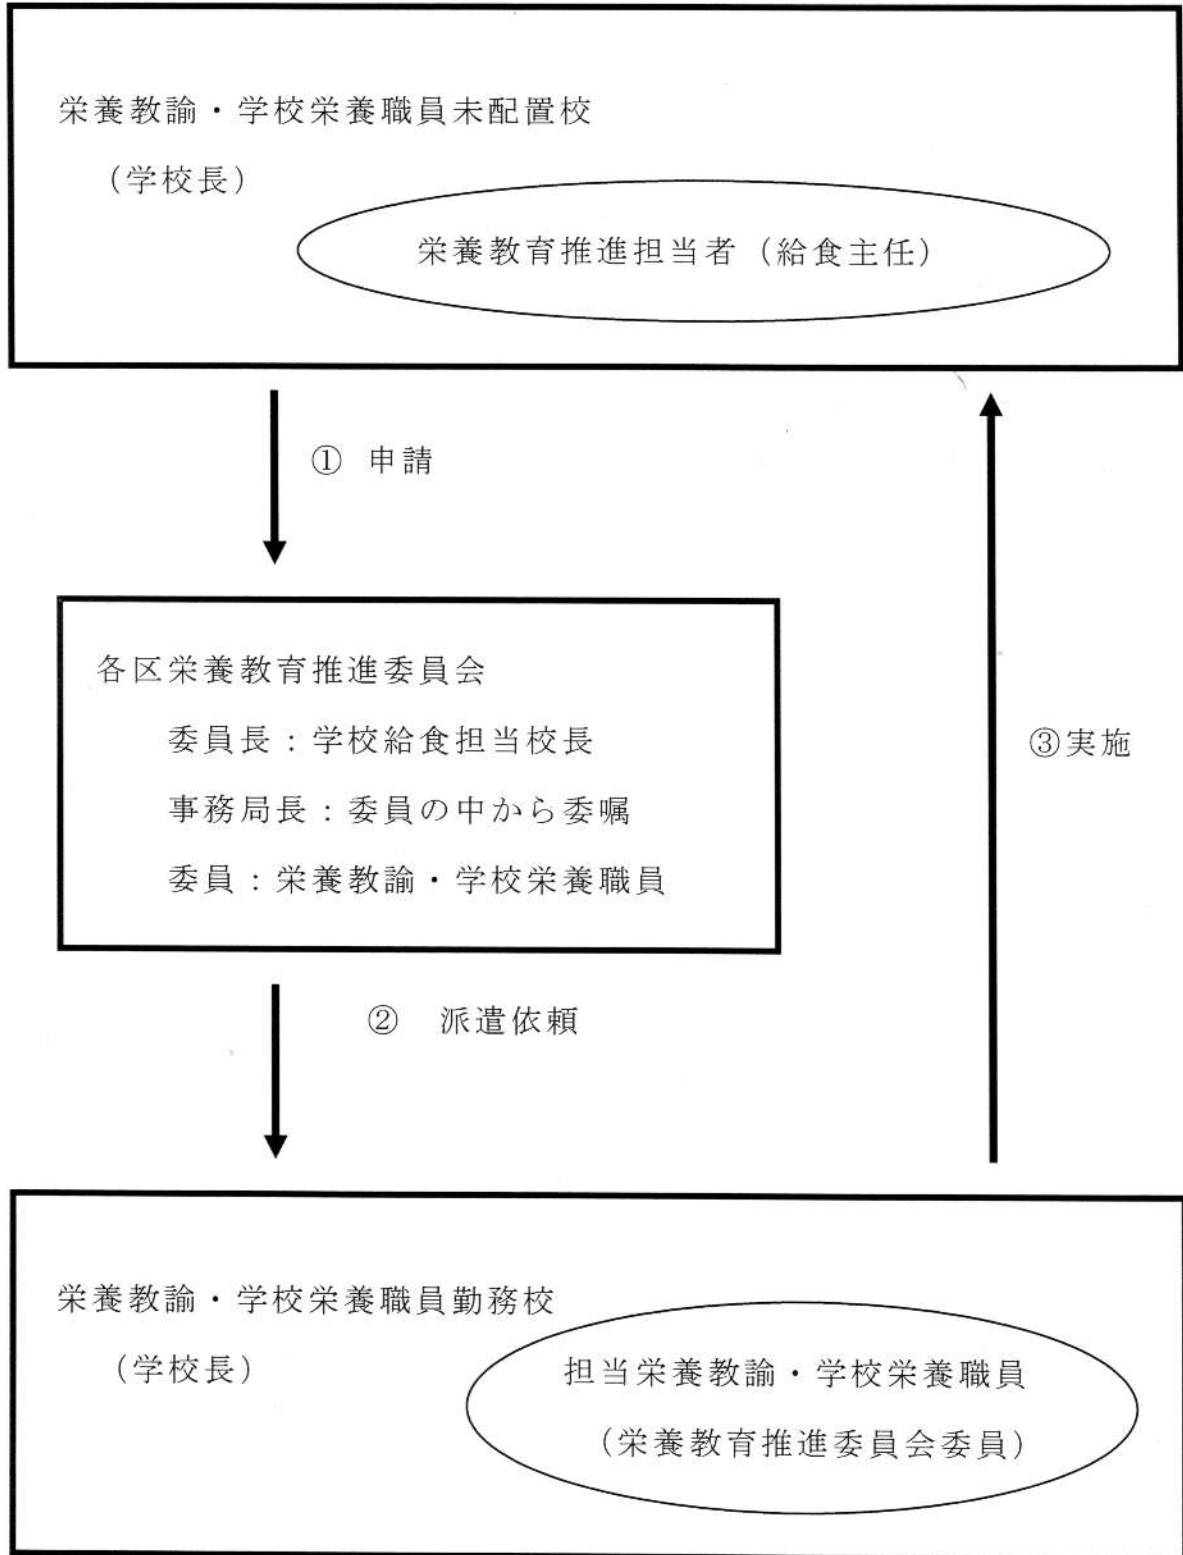 栄養教諭・学校栄養職員未配置校
（学校長）
栄養教育推進担当者（給食主任）
① 申請
各区栄養教育推進委員会
委員長：学校給食担当校長
事務局長：委員の中から委嘱
委員：栄養教諭・学校栄養職員
③実施
② 派遣依頼
栄養教諭・学校栄養職員勤務校
（学校長）
担当栄養教諭・学校栄養職員
（栄養教育推進委員会委員）